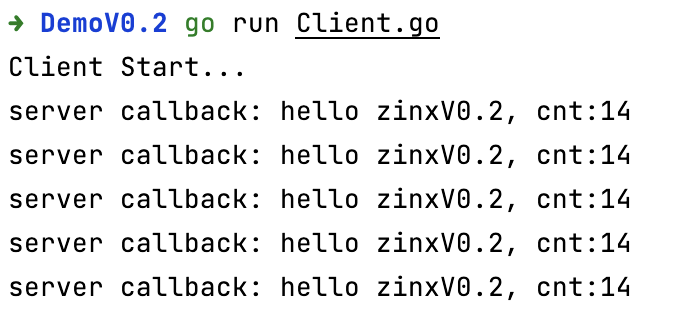 ➜ DemoV0.2 go run Client.go
Client Start...
server callback: hello zinxV0.2, cnt:14
server callback: hello zinxV0.2, cnt:14
server callback: hello zinxV0.2, cnt:14
server callback: hello zinxV0.2, cnt:14
server callback: hello zinxV0.2, cnt:14